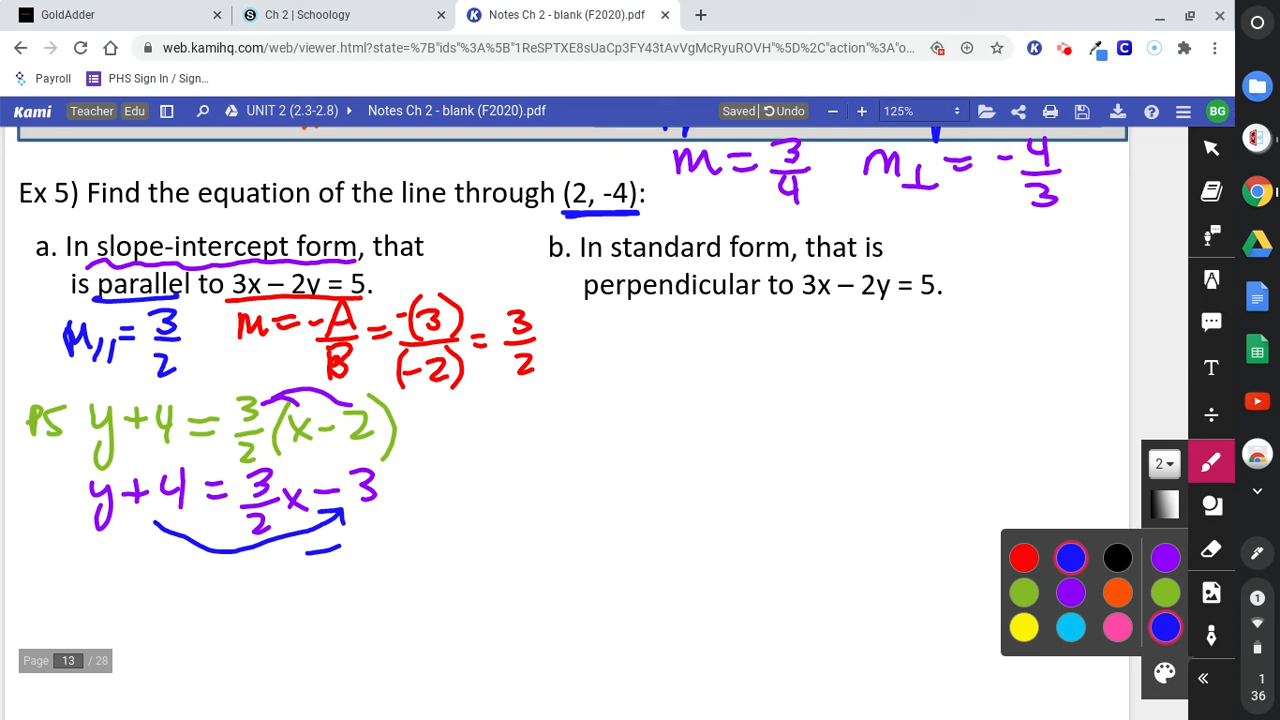 GoldAdder
Ch 2 | Schoology
Notes Ch 2 - blank (F2020).pdf
web.kamihq.com/web/viewer.html?state=%7B"ids"%3A%5B"1ReSPTXE8sUaCp3FY43tAvVgMcRyuROVH"%5D%2C"action"%3A"o...
Payroll
PHS Sign In / Sign...
Kami Teacher Edu UNIT 2 (2.3-2.8) Notes Ch 2 - blank (F2020).pdf Saved Undo 125% BG
m = 3/4 m⊥ = -4/3
Ex 5) Find the equation of the line through (2, -4):
a. In slope-intercept form, that
is parallel to 3x – 2y = 5.
m// = 3/2 m = -A/B = -(3)/(-2) = 3/2
PS y + 4 = 3/2 (x - 2)
y + 4 = 3/2 x - 3
b. In standard form, that is
perpendicular to 3x – 2y = 5.
2
Page 13 / 28
1
1
36